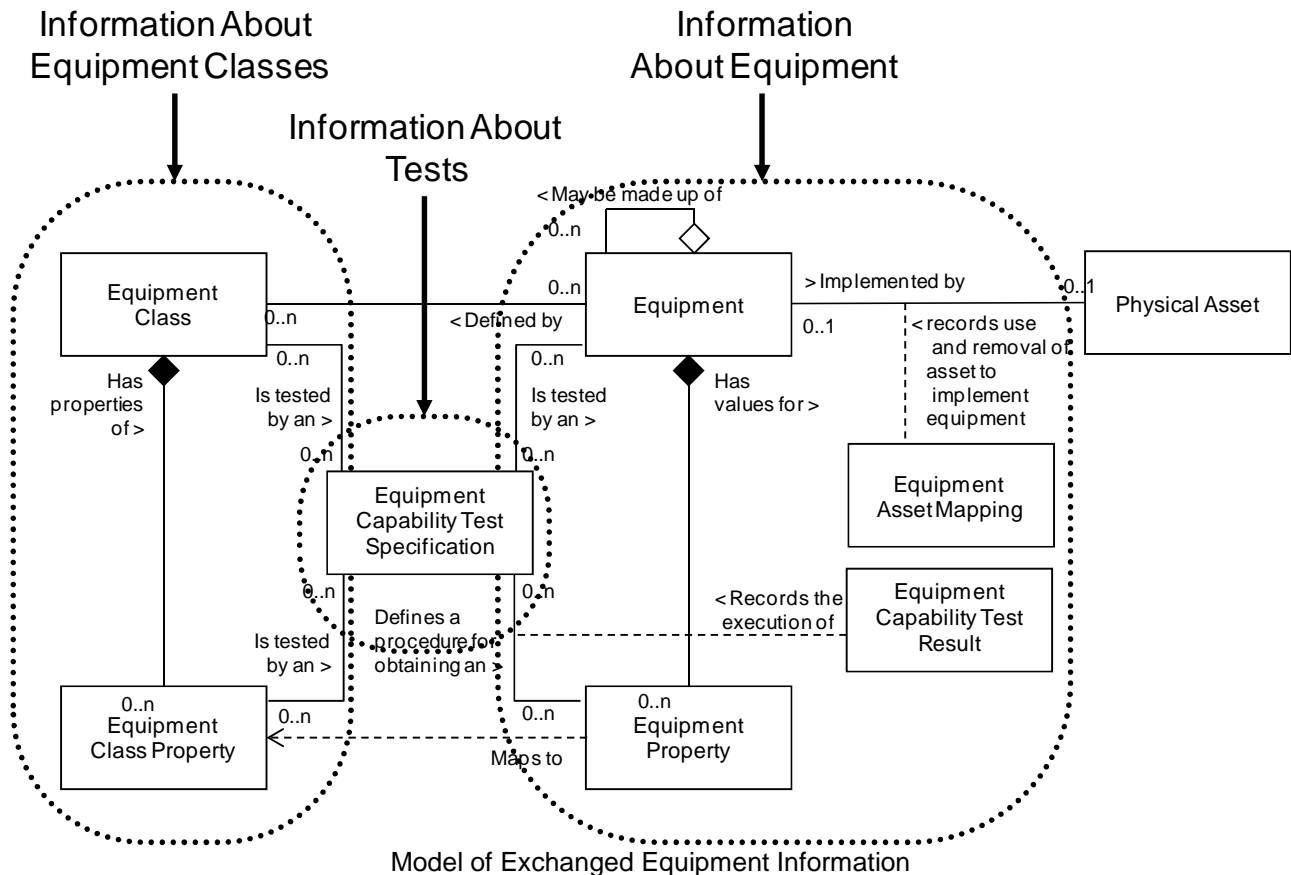 Information About
Equipment Classes
Information
About Equipment
Information About
Tests
< May be made up of
0..n
Equipment
Class
0..n
Equipment
> Implemented by
0..1
Physical Asset
0..n
< Defined by
0..1
0..n
0..n
< records use
and removal of
asset to
implement
equipment
Has
properties
of >
Is tested
by an >
Is tested
by an >
Has
values for >
0..n
0..n
Equipment
Capability Test
Specification
Equipment
Asset Mapping
0..n
0..n
Equipment
Capability Test
Result
< Records the
execution of
Is tested
by an >
Defines a
procedure for
obtaining an >
0..n
0..n
0..n
0..n
Equipment
Class Property
Equipment
Property
Maps to
Model of Exchanged Equipment Information